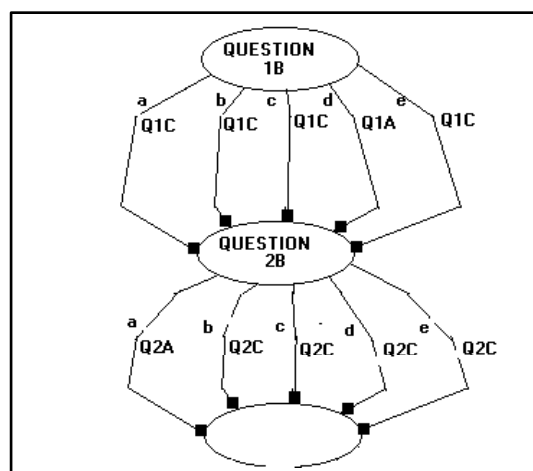 QUESTION
1B
a b c d e
Q1C Q1C Q1C Q1A Q1C
QUESTION
2B
a b c d e
Q2A Q2C Q2C Q2C Q2C